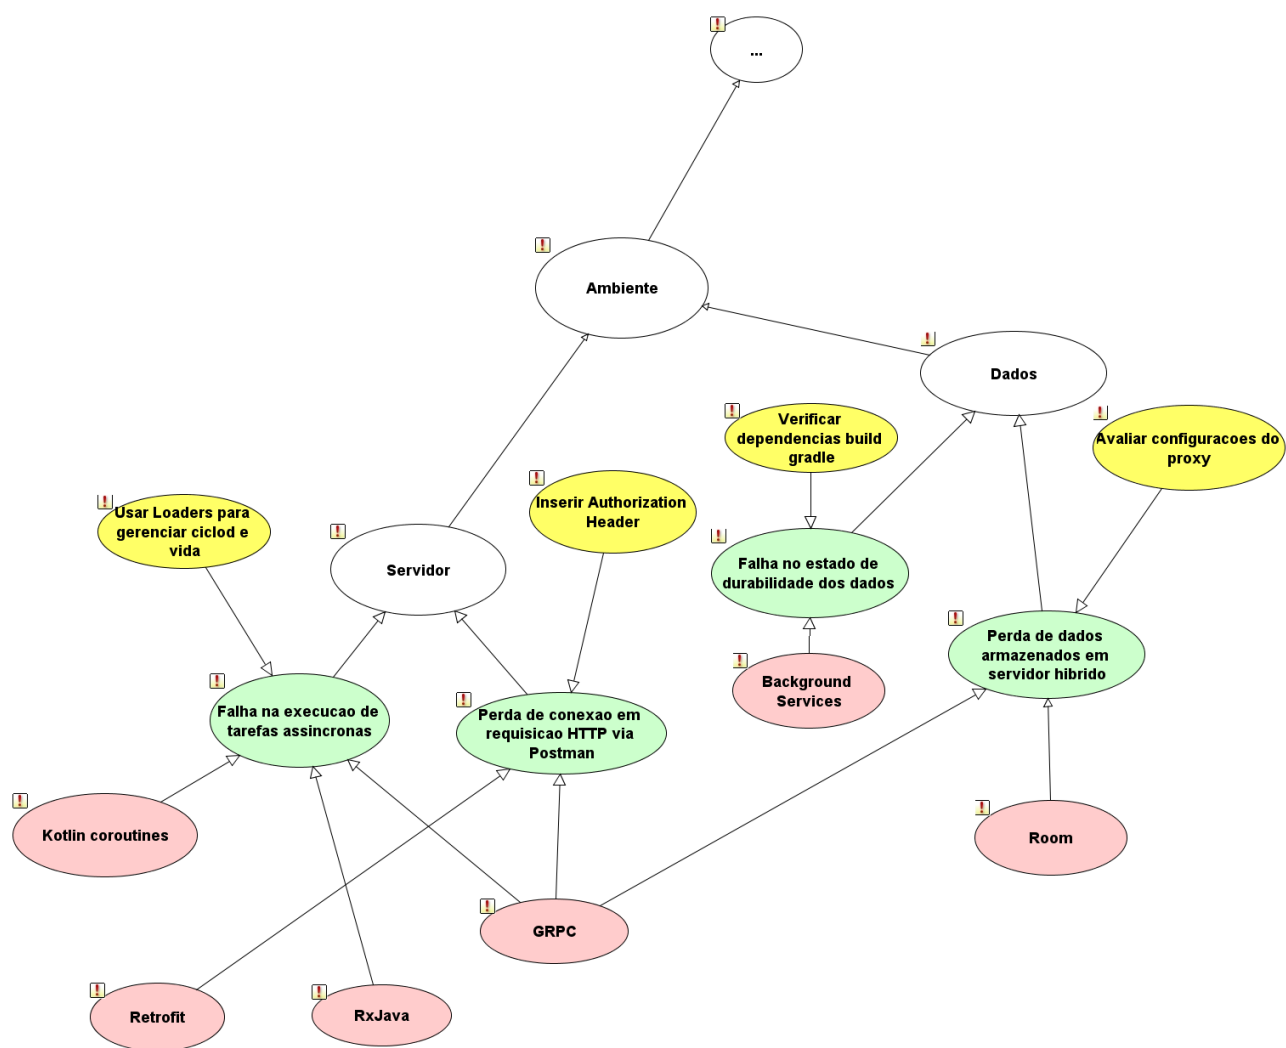 ...
Ambiente
Dados
Verificar
dependencias build
gradle
Avaliar configuracoes do
proxy
Usar Loaders para
gerenciar ciclod e
vida
Inserir Authorization
Header
Servidor
Falha no estado de
durabilidade dos dados
Perda de dados
armazenados em
servidor hibrido
Falha na execucao de
tarefas assincronas
Perda de conexao em
requisicao HTTP via
Postman
Background
Services
Kotlin coroutines
Room
GRPC
Retrofit
RxJava